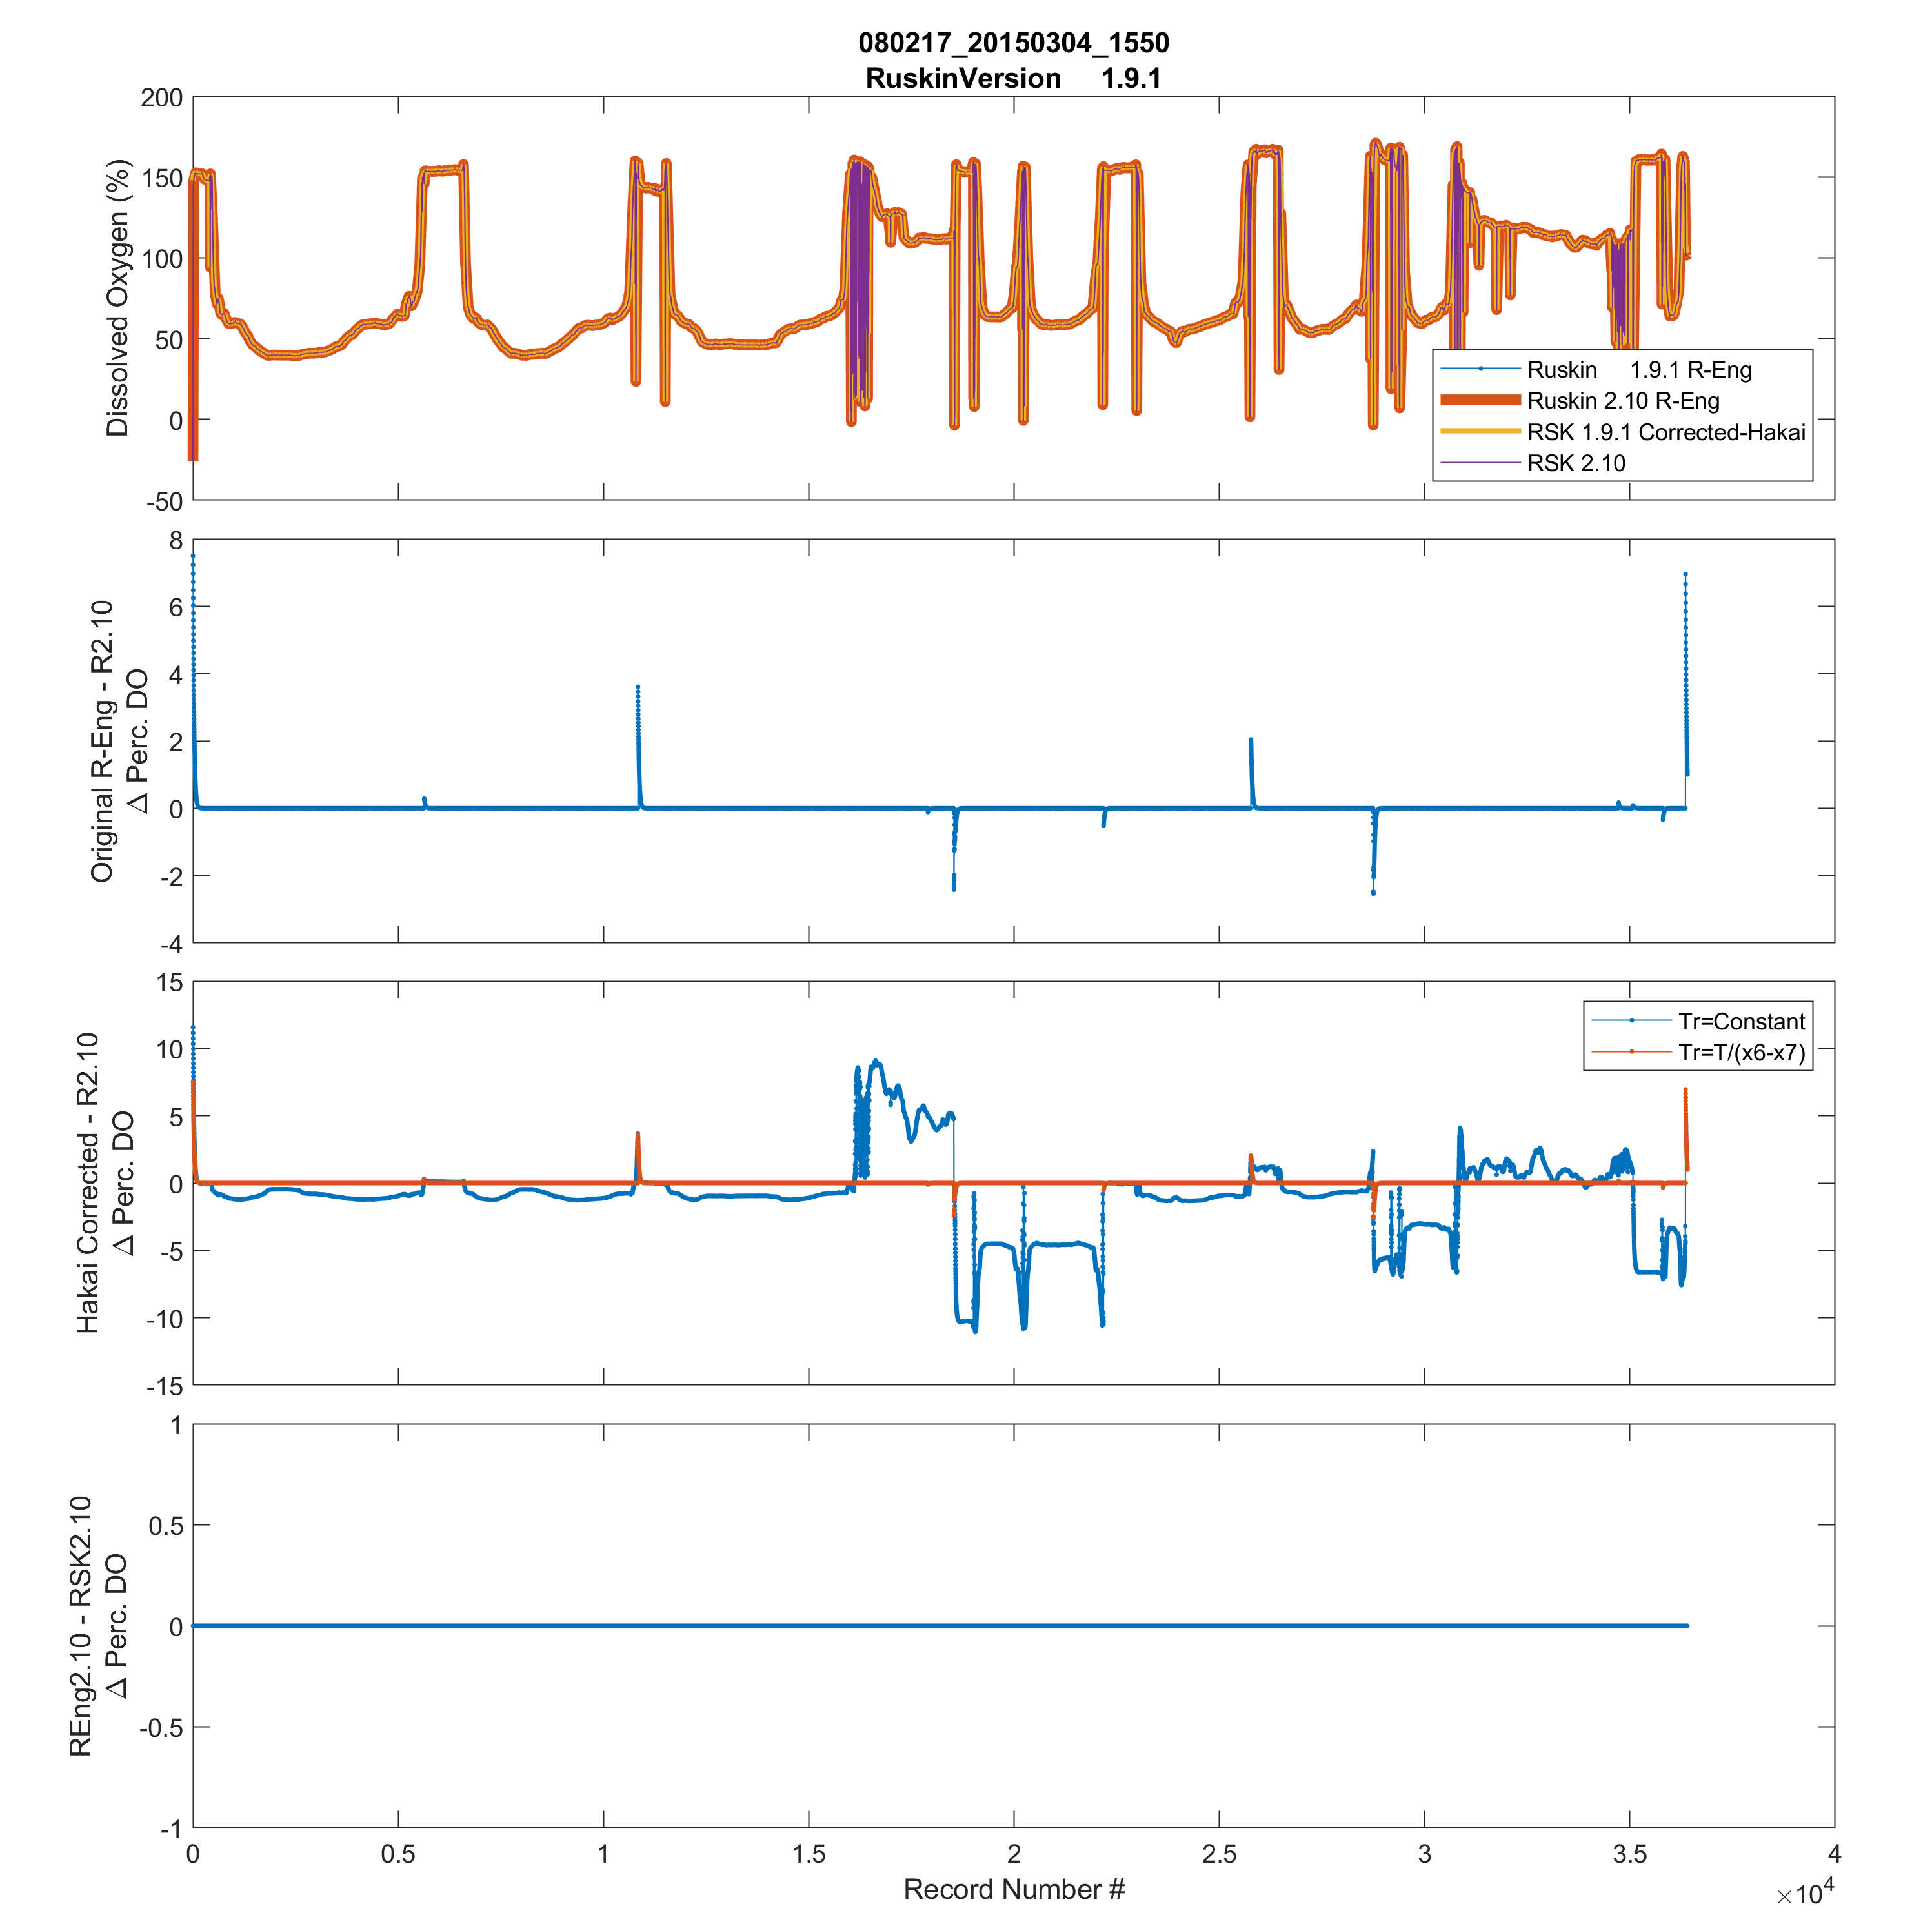 080217_20150304_1550
RuskinVersion 1.9.1
200
150
100
50
0
-50
Dissolved Oxygen (%)
Ruskin 1.9.1 R-Eng
Ruskin 2.10 R-Eng
RSK 1.9.1 Corrected-Hakai
RSK 2.10
8
6
4
2
0
-2
-4
Original R-Eng - R2.10
Δ Perc. DO
15
10
5
0
-5
-10
-15
Hakai Corrected - R2.10
Δ Perc. DO
Tr=Constant
Tr=T/(x6-x7)
1
0.5
0
-0.5
-1
REng2.10 - RSK2.10
Δ Perc. DO
0 0.5 1 1.5 2 2.5 3 3.5 4
Record Number #
×10⁴